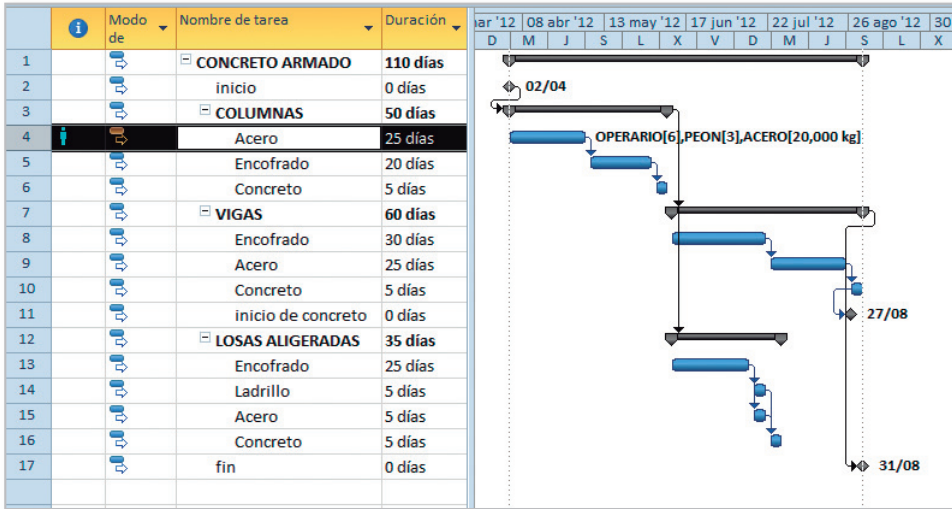 Modo de Nombre de tarea Duración
mar '12 08 abr '12 13 may '12 17 jun '12 22 jul '12 26 ago '12 30
D M J S L X V D M J S L X
1 CONCRETO ARMADO 110 días
2 inicio 0 días 02/04
3 COLUMNAS 50 días
4 Acero 25 días OPERARIO[6],PEON[3],ACERO[20,000 kg]
5 Encofrado 20 días
6 Concreto 5 días
7 VIGAS 60 días
8 Encofrado 30 días
9 Acero 25 días
10 Concreto 5 días
11 inicio de concreto 0 días 27/08
12 LOSAS ALIGERADAS 35 días
13 Encofrado 25 días
14 Ladrillo 5 días
15 Acero 5 días
16 Concreto 5 días
17 fin 0 días 31/08